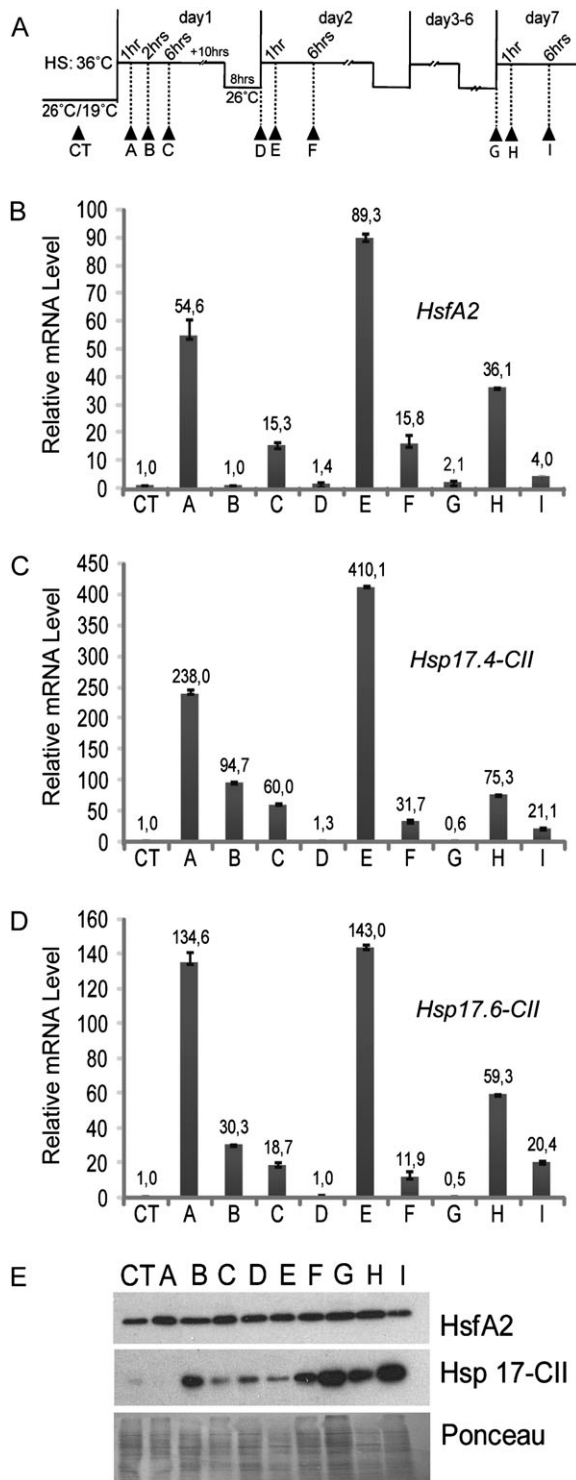 A
day1 day2 day3-6 day7
1hr 2hrs 6hrs +10hrs 1hr 6hrs 1hr 6hrs
HS: 36°C
8hrs
26°C
26°C/19°C
CT A B C D E F G H I
B
Relative mRNA Level
100
90
80
70
60
50
40
30
20
10
0
HsfA2
1,0 54,6 1,0 15,3 1,4 89,3 15,8 2,1 36,1 4,0
CT A B C D E F G H I
C
Relative mRNA Level
450
400
350
300
250
200
150
100
50
0
Hsp17.4-CII
1,0 238,0 94,7 60,0 1,3 410,1 31,7 0,6 75,3 21,1
CT A B C D E F G H I
D
Relative mRNA Level
160
140
120
100
80
60
40
20
0
Hsp17.6-CII
1,0 134,6 30,3 18,7 1,0 143,0 11,9 0,5 59,3 20,4
CT A B C D E F G H I
E
CT A B C D E F G H I
HsfA2
Hsp 17-CII
Ponceau